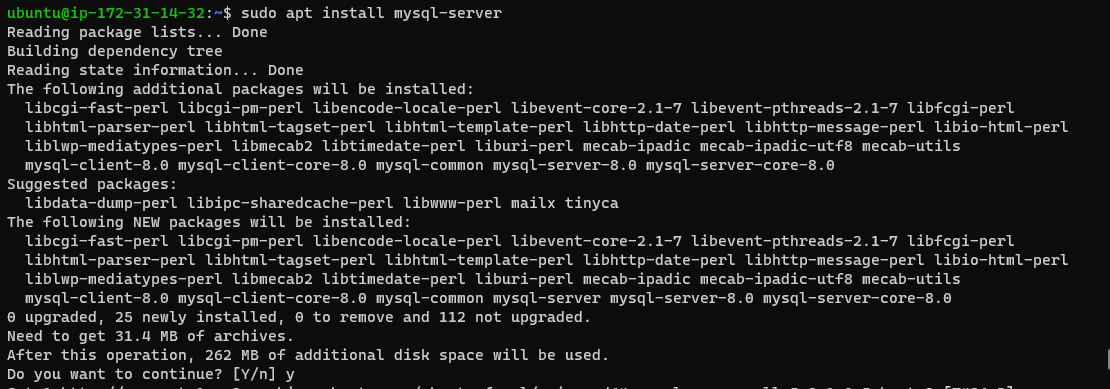 ubuntu@ip-172-31-14-32:~$ sudo apt install mysql-server
Reading package lists... Done
Building dependency tree
Reading state information... Done
The following additional packages will be installed:
libcgi-fast-perl libcgi-pm-perl libencode-locale-perl libevent-core-2.1-7 libevent-pthreads-2.1-7 libfcgi-perl
libhtml-parser-perl libhtml-tagset-perl libhtml-template-perl libhttp-date-perl libhttp-message-perl libio-html-perl
liblwp-mediatypes-perl libmecab2 libtimedate-perl liburi-perl mecab-ipadic mecab-ipadic-utf8 mecab-utils
mysql-client-8.0 mysql-client-core-8.0 mysql-common mysql-server-8.0 mysql-server-core-8.0
Suggested packages:
libdata-dump-perl libipc-sharedcache-perl libwww-perl mailx tinyca
The following NEW packages will be installed:
libcgi-fast-perl libcgi-pm-perl libencode-locale-perl libevent-core-2.1-7 libevent-pthreads-2.1-7 libfcgi-perl
libhtml-parser-perl libhtml-tagset-perl libhtml-template-perl libhttp-date-perl libhttp-message-perl libio-html-perl
liblwp-mediatypes-perl libmecab2 libtimedate-perl liburi-perl mecab-ipadic mecab-ipadic-utf8 mecab-utils
mysql-client-8.0 mysql-client-core-8.0 mysql-common mysql-server mysql-server-8.0 mysql-server-core-8.0
0 upgraded, 25 newly installed, 0 to remove and 112 not upgraded.
Need to get 31.4 MB of archives.
After this operation, 262 MB of additional disk space will be used.
Do you want to continue? [Y/n] y